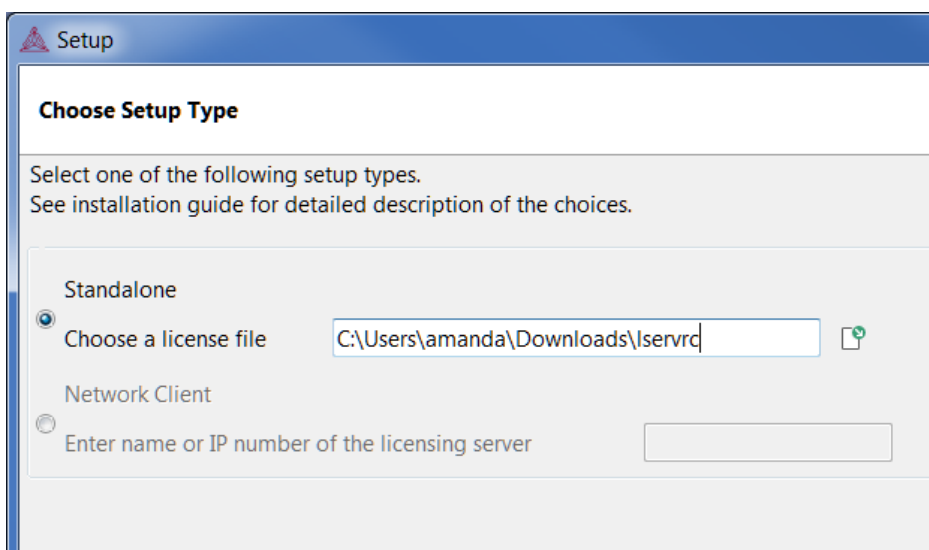 Setup
Choose Setup Type
Select one of the following setup types.
See installation guide for detailed description of the choices.
Standalone
Choose a license file C:\Users\amanda\Downloads\lservrc
Network Client
Enter name or IP number of the licensing server